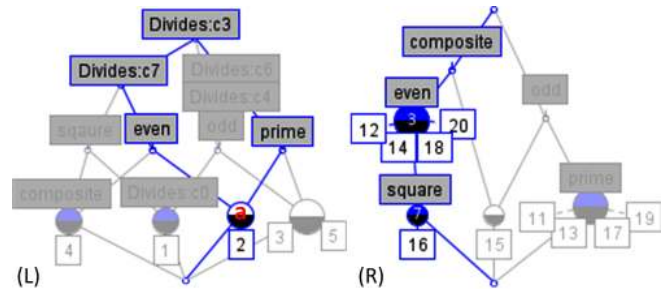 Divides:c3
Divides:c7
Divides:c6
Divides:c4
sqaure
even
odd
prime
composite
Divides:c0
a
4
1
2
3
5
(L)
composite
even
odd
3
12
20
14
18
square
prime
7
16
15
11
13
17
19
(R)